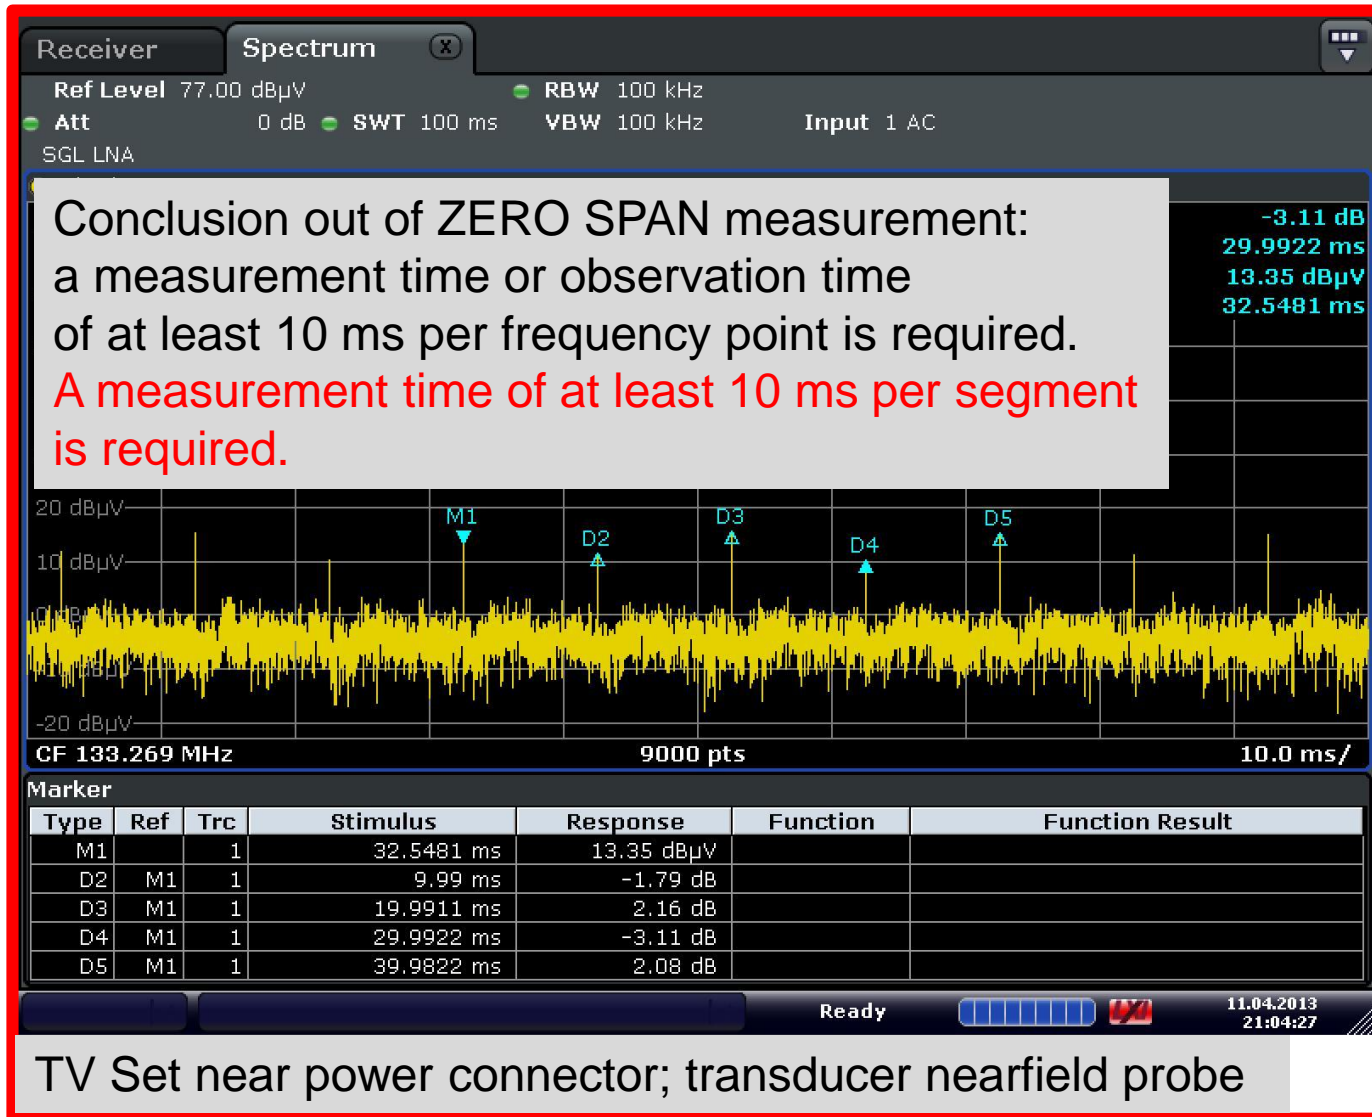 Receiver Spectrum X
Ref Level 77.00 dBµV RBW 100 kHz
Att 0 dB SWT 100 ms VBW 100 kHz Input 1 AC
SGL LNA
Conclusion out of ZERO SPAN measurement:
a measurement time or observation time
of at least 10 ms per frequency point is required.
A measurement time of at least 10 ms per segment
is required.
-3.11 dB
29.9922 ms
13.35 dBµV
32.5481 ms
20 dBµV
M1 D2 D3 D4 D5
10 dBµV
0 dBµV
-10 dBµV
-20 dBµV
CF 133.269 MHz 9000 pts 10.0 ms/
Marker
Type Ref Trc Stimulus Response Function Function Result
M1 1 32.5481 ms 13.35 dBµV
D2 M1 1 9.99 ms -1.79 dB
D3 M1 1 19.9911 ms 2.16 dB
D4 M1 1 29.9922 ms -3.11 dB
D5 M1 1 39.9822 ms 2.08 dB
Ready LXI 11.04.2013
21:04:27
TV Set near power connector; transducer nearfield probe